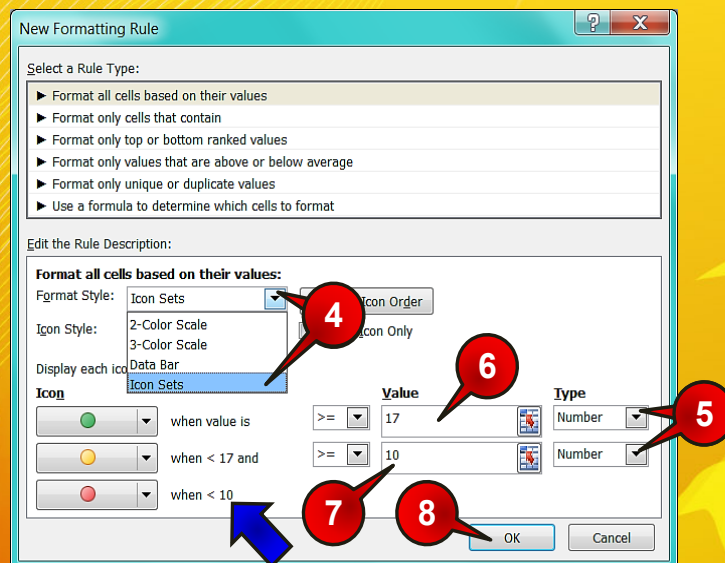 New Formatting Rule
?
X
Select a Rule Type:
► Format all cells based on their values
► Format only cells that contain
► Format only top or bottom ranked values
► Format only values that are above or below average
► Format only unique or duplicate values
► Use a formula to determine which cells to format
Edit the Rule Description:
Format all cells based on their values:
Format Style: Icon Sets Icon Order
4
Icon Style: 2-Color Scale Icon Only
3-Color Scale
Display each ico Data Bar
Icon Sets
6
Icon Value Type
when value is >= 17 Number
5
when < 17 and >= 10 Number
when < 10
7 8
OK Cancel